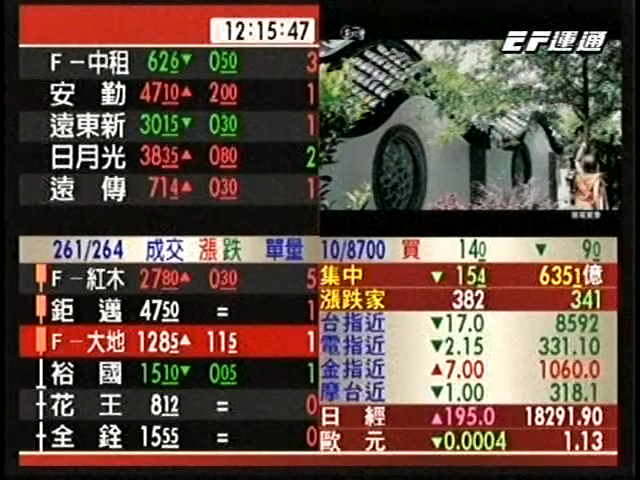 12:15:47
EF運通
F－中租 62⁶▼ 0⁵⁰ 3
安 勤 47¹⁰▲ 2⁰⁰ 1
遠東新 30¹⁵▼ 0³⁰ 1
日月光 38³⁵▲ 0⁸⁰ 2
遠 傳 71⁴▲ 0³⁰ 1
261/264 成交 漲跌 單量
F－紅木 27⁸⁰▲ 0³⁰ 5
鉅 邁 47⁵⁰ = 1
F－大地 128⁵▲ 11⁵ 1
裕 國 15¹⁰▼ 0⁰⁵ 1
花 王 8¹² = 0
全 銓 15⁵⁵ = 0
10/8700 買 14⁰ ▼ 9⁰
集中 ▼ 15⁴ 635¹億
漲跌家 382 341
台指近 ▼17.0 8592
電指近 ▼2.15 331.10
金指近 ▲7.00 1060.0
摩台近 ▼1.00 318.1
日 經 ▲195.0 18291.90
歐 元 ▼0.0004 1.13